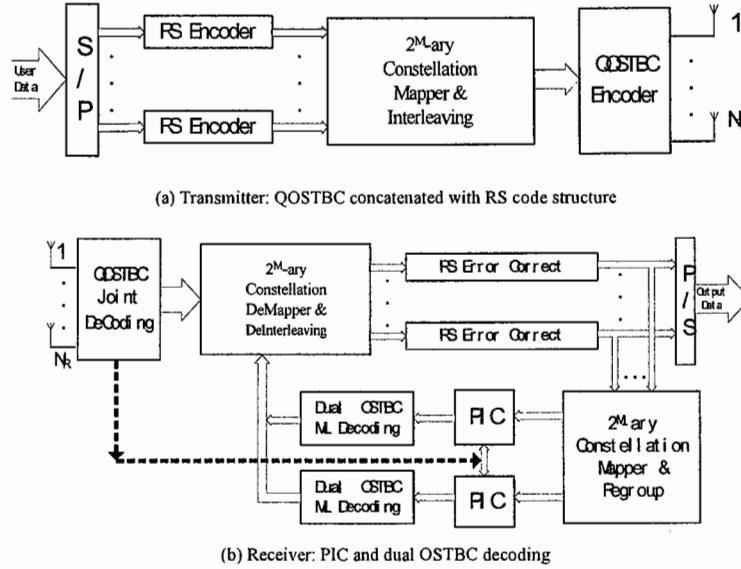 User
Data
S
/
P
RS Encoder
RS Encoder
2M-ary
Constellation
Mapper &
Interleaving
QOSTBC
Encoder
1
N
(a) Transmitter: QOSTBC concatenated with RS code structure
1
NR
QOSTBC
Joint
DeCoding
2M-ary
Constellation
DeMapper &
DeInterleaving
RS Error Correct
RS Error Correct
P
/
S
Output
Data
Dual OSTBC
ML Decoding
PIC
Dual OSTBC
ML Decoding
PIC
2M-ary
Constellation
Mapper &
Regroup
(b) Receiver: PIC and dual OSTBC decoding